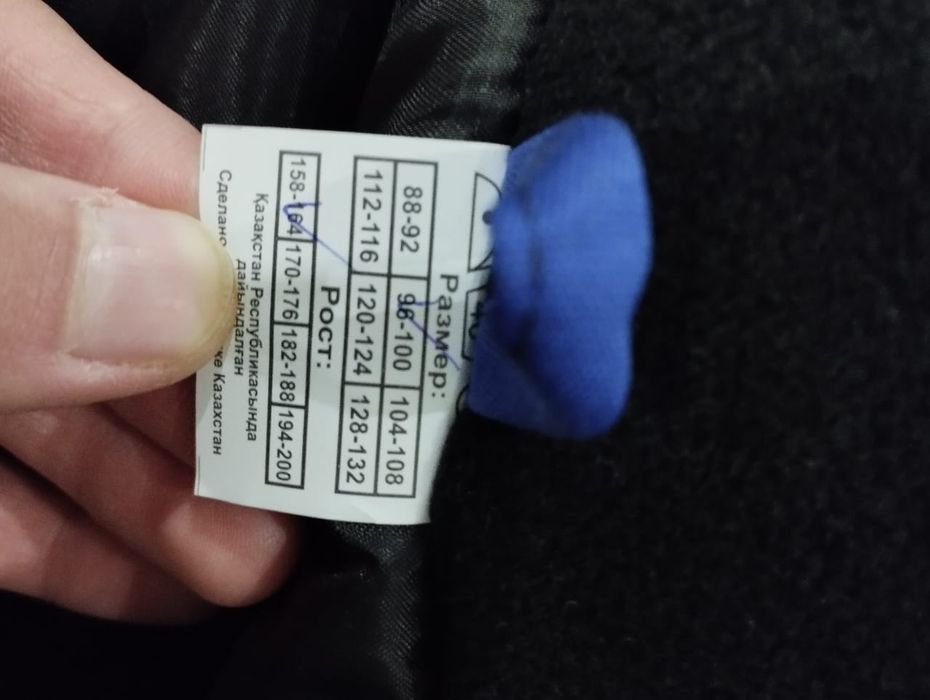 Размер:
88-92 96-100 104-108
112-116 120-124 128-132
Рост:
158-164 170-176 182-188 194-200
Қазақстан Республикасында
дайындалған
Сделано Казахстан